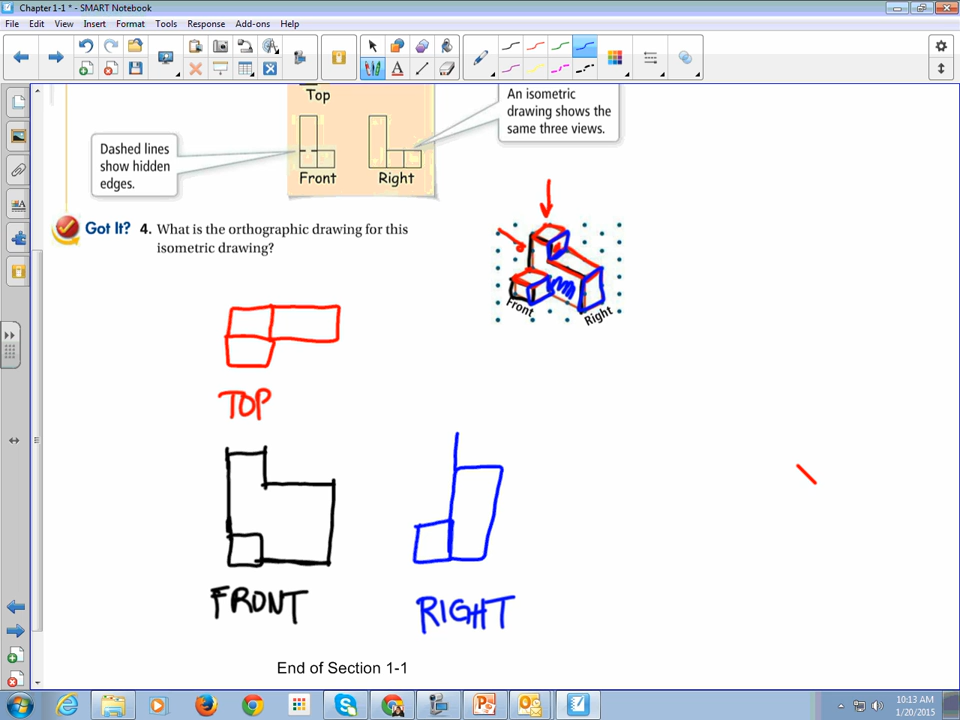 Chapter 1-1 * - SMART Notebook
File Edit View Insert Format Tools Response Add-ons Help
Top
An isometric
drawing shows the
same three views.
Dashed lines
show hidden
edges.
Front
Right
Got It? 4. What is the orthographic drawing for this
isometric drawing?
Front
Right
TOP
FRONT
RIGHT
End of Section 1-1
10:13 AM
1/20/2015